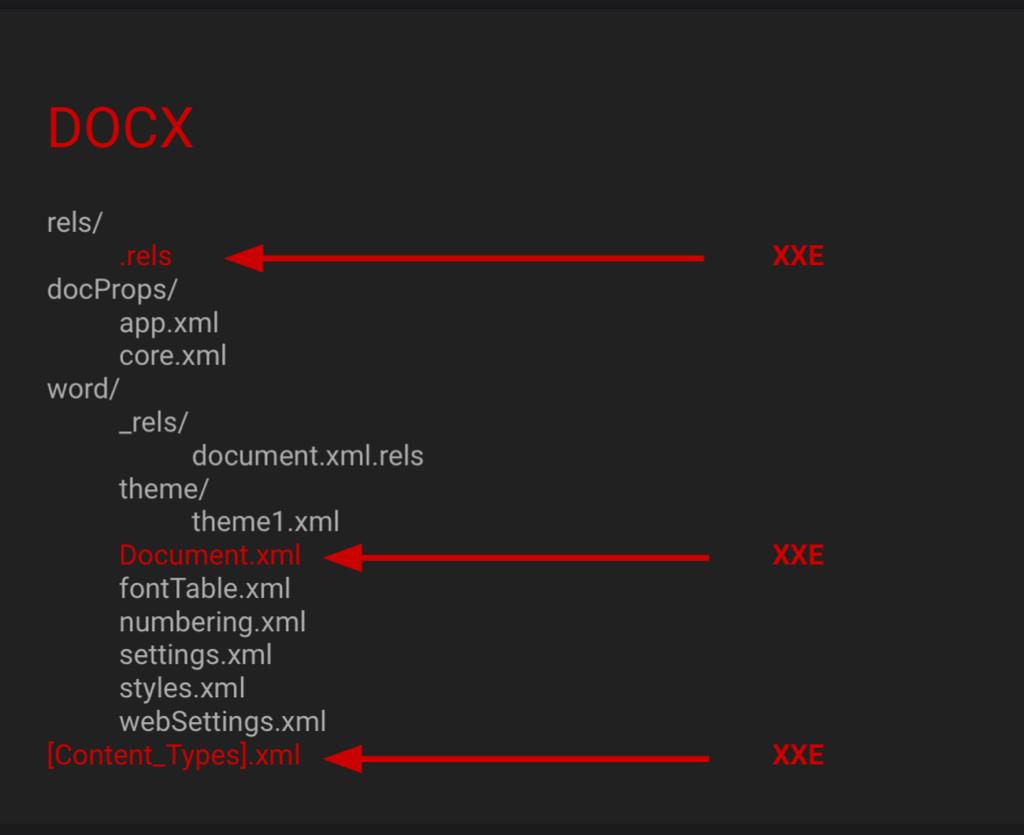 DOCX
rels/
.rels XXE
docProps/
app.xml
core.xml
word/
_rels/
document.xml.rels
theme/
theme1.xml
Document.xml XXE
fontTable.xml
numbering.xml
settings.xml
styles.xml
webSettings.xml
[Content_Types].xml XXE